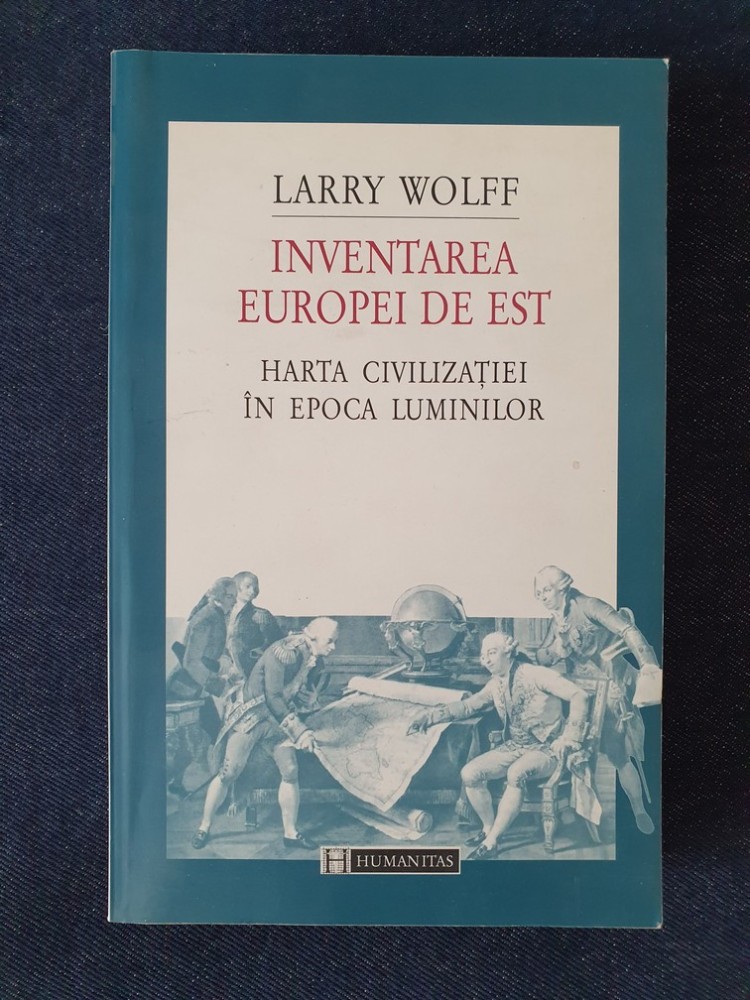 LARRY WOLFF
INVENTAREA
EUROPEI DE EST
HARTA CIVILIZAȚIEI
ÎN EPOCA LUMINILOR
HUMANITAS